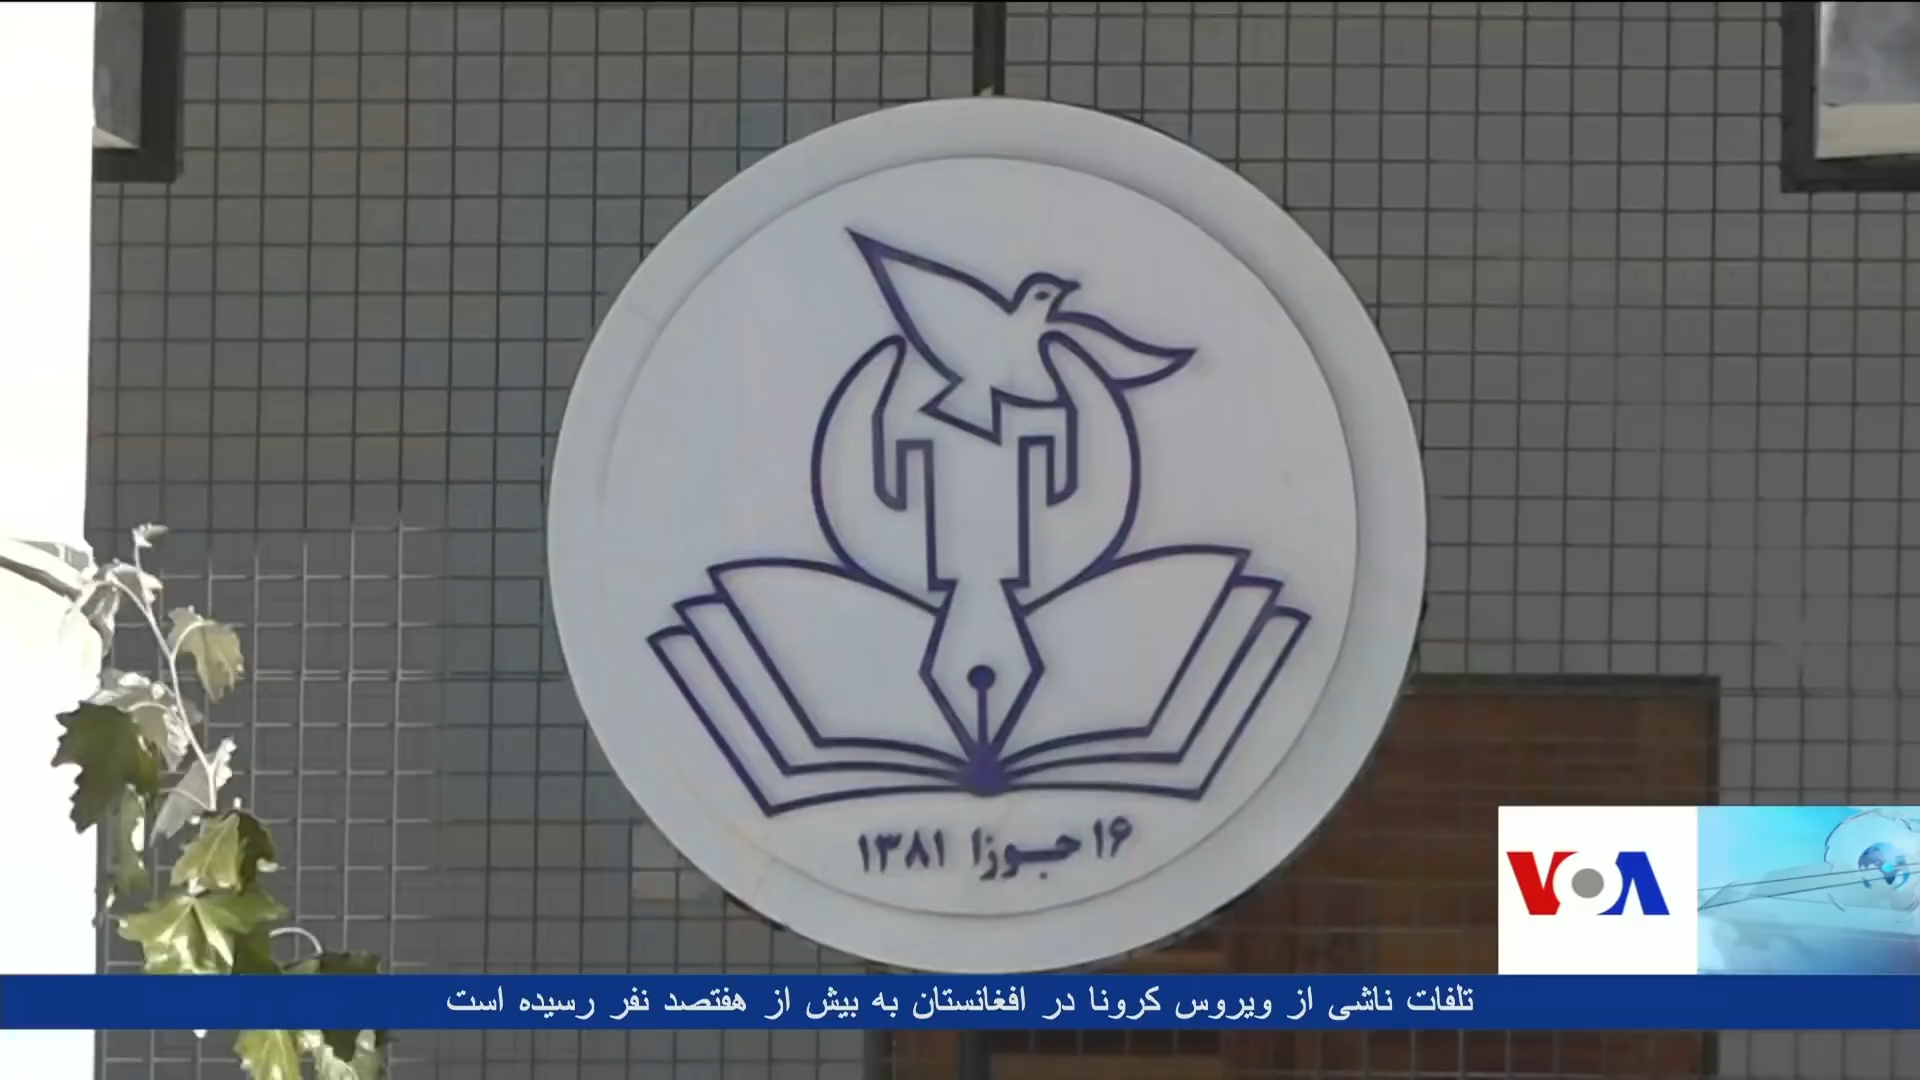 ۱۶ جوزا ۱۳۸۱
VOA
تلفات ناشی از ویروس کرونا در افغانستان به بیش از هفتصد نفر رسیده است